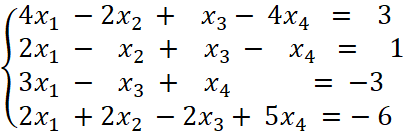 4x₁ − 2x₂ + x₃ − 4x₄ = 3
2x₁ − x₂ + x₃ − x₄ = 1
3x₁ − x₃ + x₄ = −3
2x₁ + 2x₂ − 2x₃ + 5x₄ = − 6